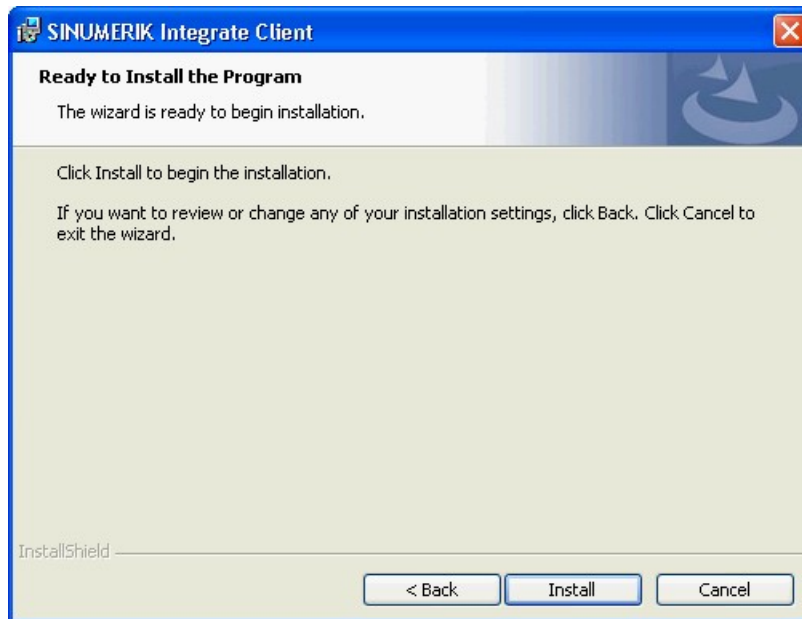 SINUMERIK Integrate Client
Ready to Install the Program
The wizard is ready to begin installation.
Click Install to begin the installation.
If you want to review or change any of your installation settings, click Back. Click Cancel to
exit the wizard.
InstallShield
< Back
Install
Cancel